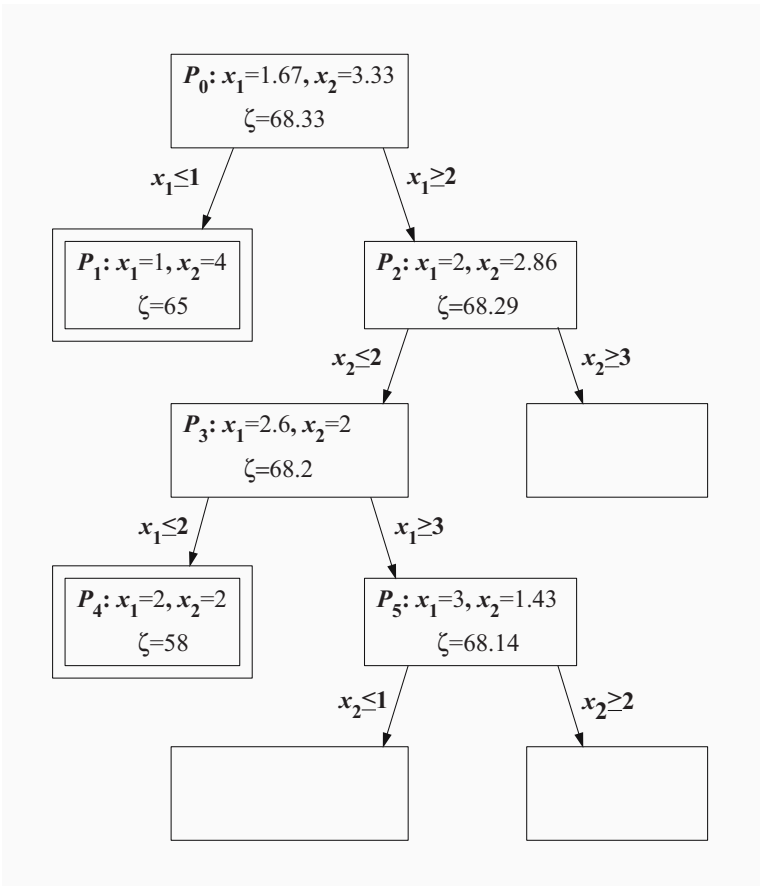 P₀: x₁=1.67, x₂=3.33
ζ=68.33
x₁≤1
x₁≥2
P₁: x₁=1, x₂=4
ζ=65
P₂: x₁=2, x₂=2.86
ζ=68.29
x₂≤2
x₂≥3
P₃: x₁=2.6, x₂=2
ζ=68.2
x₁≤2
x₁≥3
P₄: x₁=2, x₂=2
ζ=58
P₅: x₁=3, x₂=1.43
ζ=68.14
x₂≤1
x₂≥2